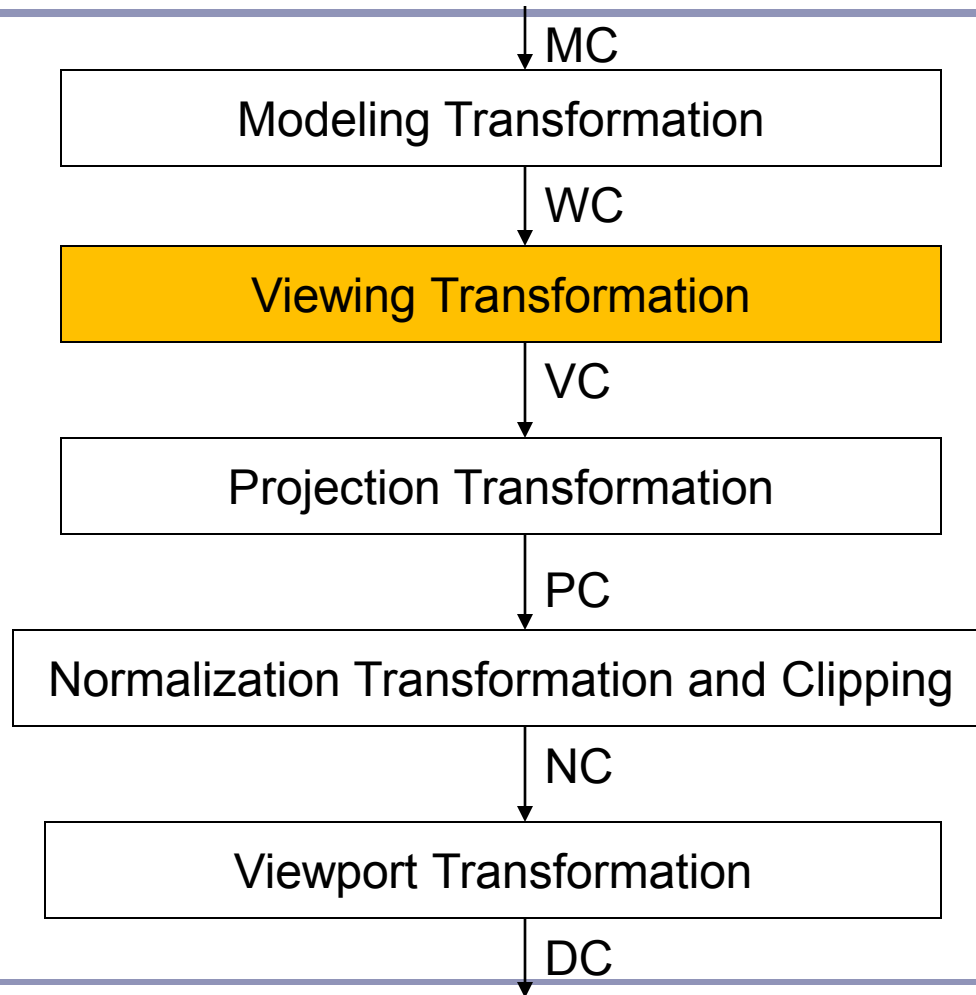 MC
Modeling Transformation
WC
Viewing Transformation
VC
Projection Transformation
PC
Normalization Transformation and Clipping
NC
Viewport Transformation
DC